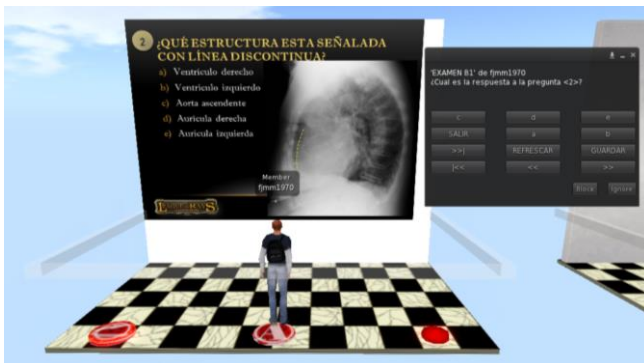 2
¿QUÉ ESTRUCTURA ESTA SEÑALADA
CON LÍNEA DISCONTINUA?
a) Ventrículo derecho
b) Ventrículo izquierdo
c) Aorta ascendente
d) Aurícula derecha
e) Aurícula izquierda
Member
fjmm1970
'EXAMEN B1' de fjmm1970
¿Cual es la respuesta a la pregunta <2>?
c d e
SALIR a b
>>| REFRESCAR GUARDAR
|<< << >>
Block Ignore